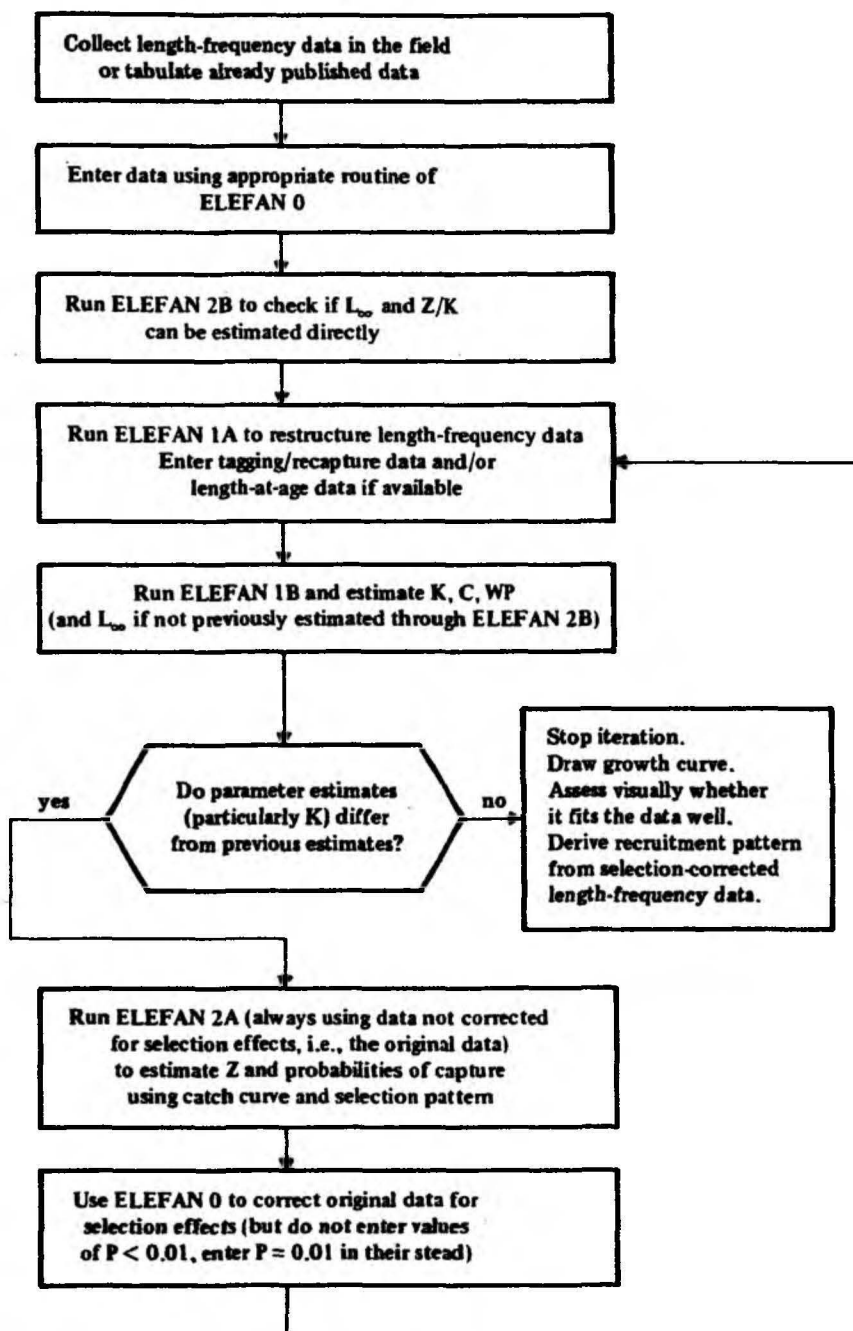 Collect length-frequency data in the field
or tabulate already published data
Enter data using appropriate routine of
ELEFAN 0
Run ELEFAN 2B to check if L∞ and Z/K
can be estimated directly
Run ELEFAN 1A to restructure length-frequency data
Enter tagging/recapture data and/or
length-at-age data if available
Run ELEFAN 1B and estimate K, C, WP
(and L∞ if not previously estimated through ELEFAN 2B)
yes
Do parameter estimates
(particularly K) differ
from previous estimates?
no
Stop iteration.
Draw growth curve.
Assess visually whether
it fits the data well.
Derive recruitment pattern
from selection-corrected
length-frequency data.
Run ELEFAN 2A (always using data not corrected
for selection effects, i.e., the original data)
to estimate Z and probabilities of capture
using catch curve and selection pattern
Use ELEFAN 0 to correct original data for
selection effects (but do not enter values
of P < 0.01, enter P = 0.01 in their stead)